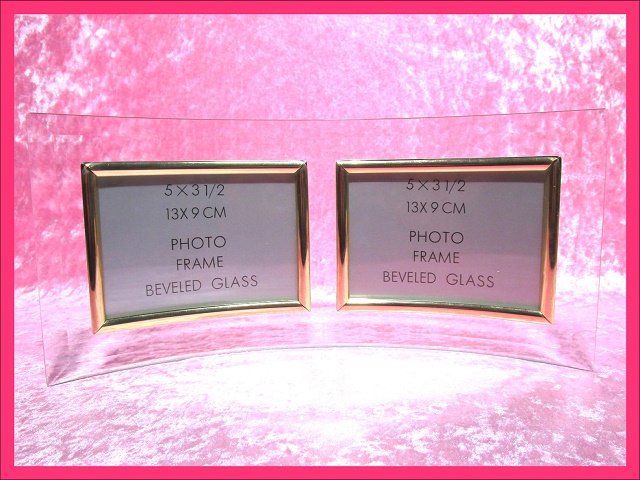 5 × 3 1/2
13 X 9 CM
PHOTO
FRAME
BEVELED GLASS
5 × 3 1/2
13 X 9 CM
PHOTO
FRAME
BEVELED GLASS